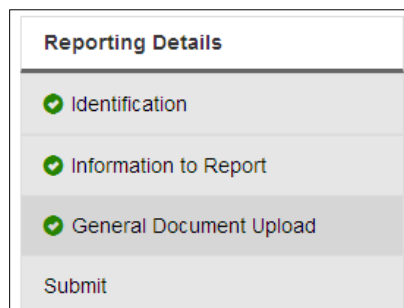 Reporting Details
Identification
Information to Report
General Document Upload
Submit